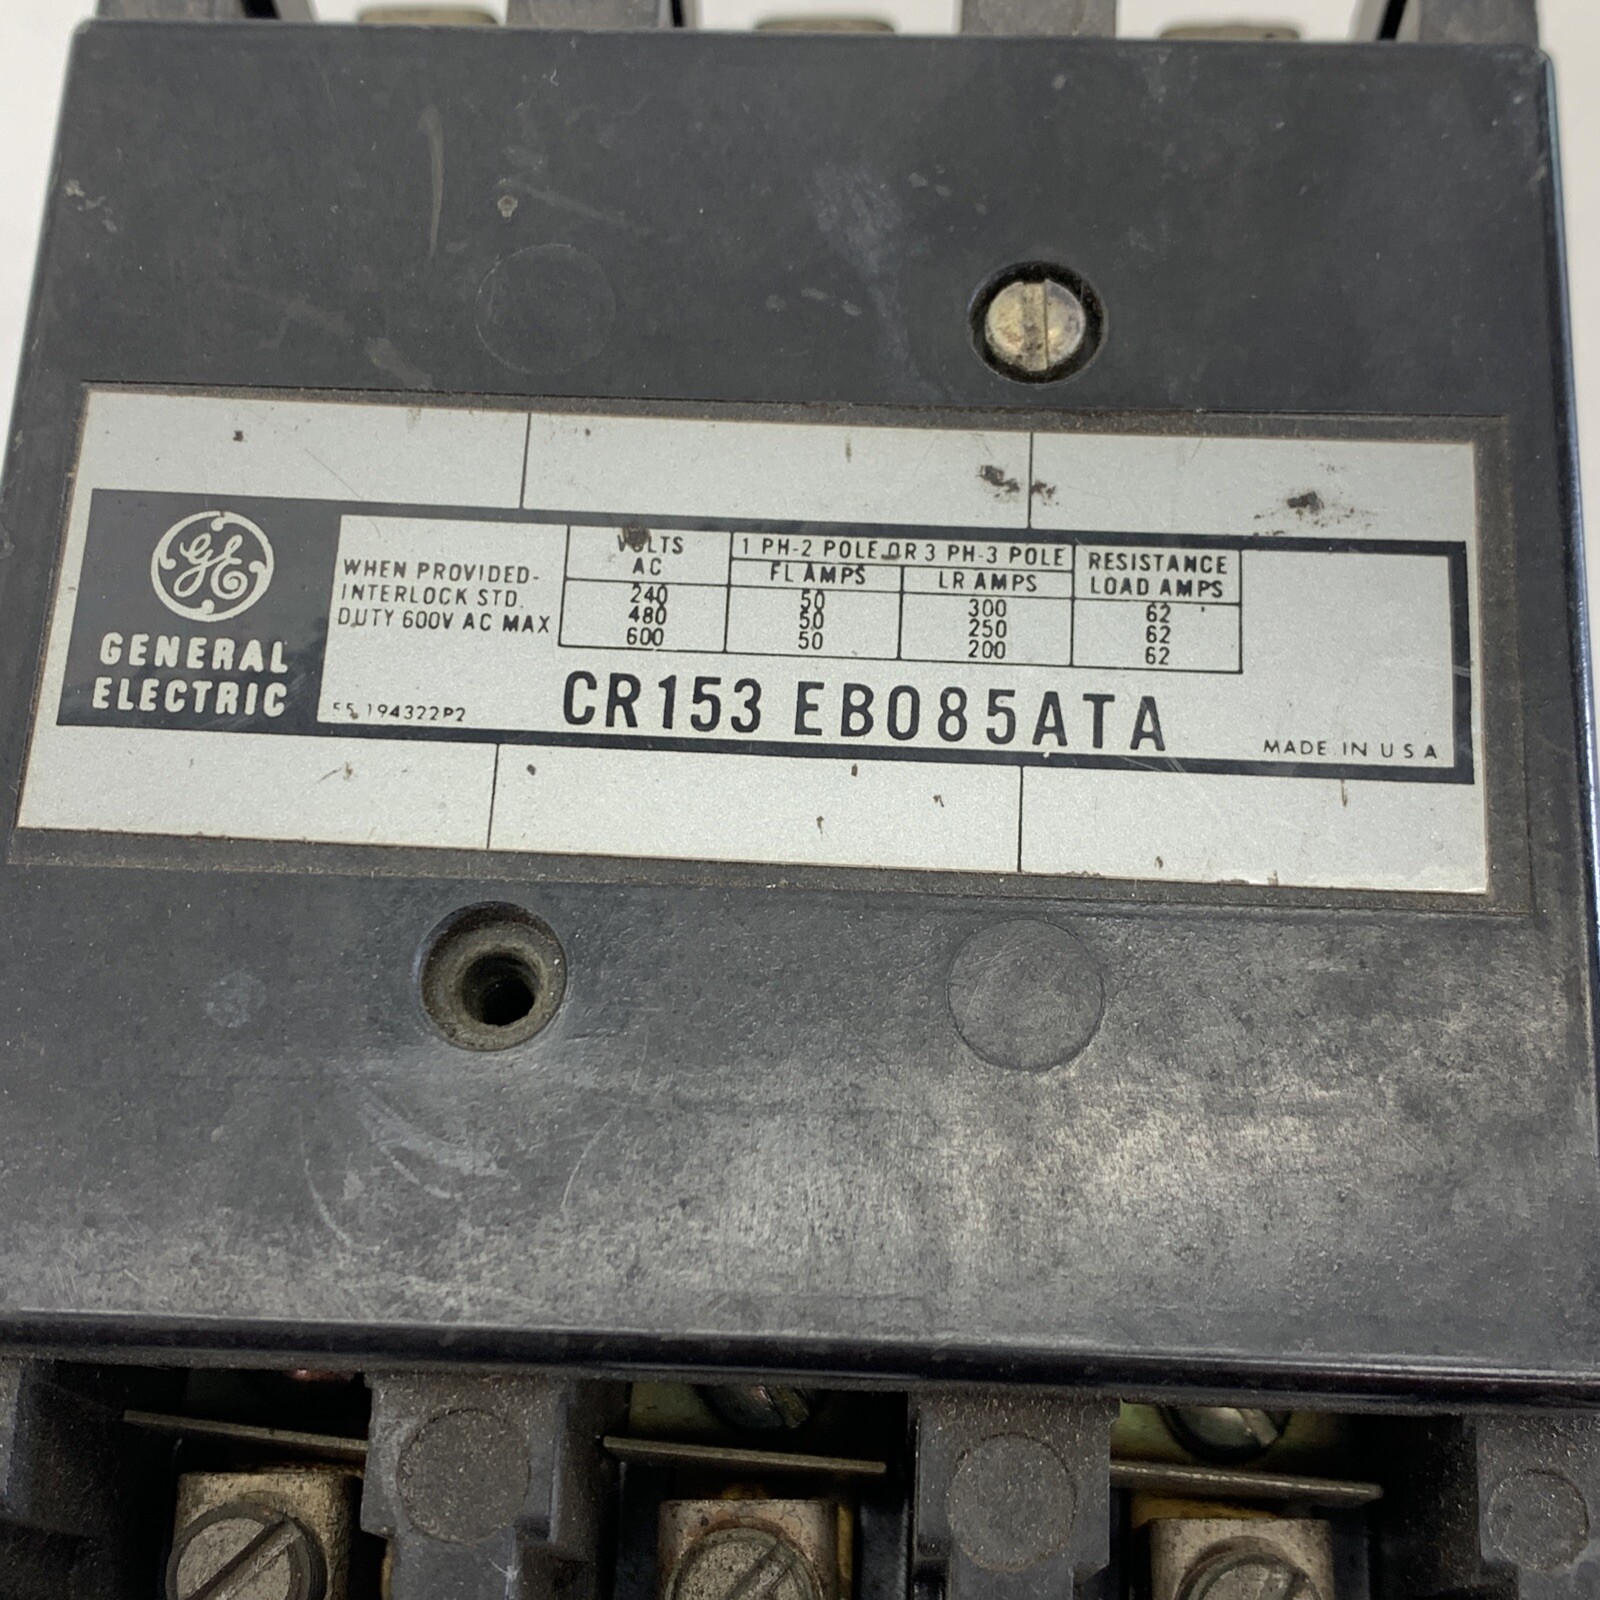 GE
GENERAL
ELECTRIC
WHEN PROVIDED-
INTERLOCK STD.
DUTY 600V AC MAX
VOLTS
AC
1 PH-2 POLE OR 3 PH-3 POLE
FL AMPS
LR AMPS
RESISTANCE
LOAD AMPS
240 50 300 62
480 50 250 62
600 50 200 62
55.194322P2
CR153 EB085ATA
MADE IN U S A